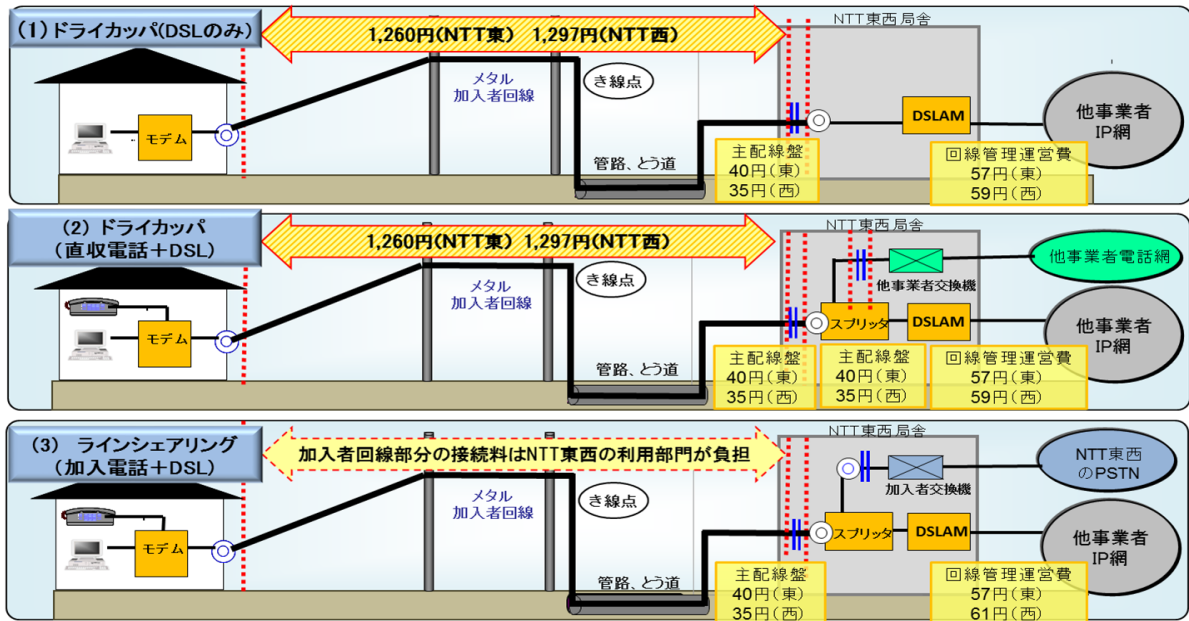 (1)ドライカッパ(DSLのみ)
1,260円(NTT東) 1,297円(NTT西)
NTT東西局舎
メタル
加入者回線
き線点
モデム
DSLAM
他事業者
IP網
管路、とう道
主配線盤
40円(東)
35円(西)
回線管理運営費
57円(東)
59円(西)
(2) ドライカッパ
(直収電話+DSL)
1,260円(NTT東) 1,297円(NTT西)
NTT東西局舎
メタル
加入者回線
き線点
他事業者交換機
他事業者電話網
モデム
スプリッタ
DSLAM
他事業者
IP網
管路、とう道
主配線盤
40円(東)
35円(西)
主配線盤
40円(東)
35円(西)
回線管理運営費
57円(東)
59円(西)
(3) ラインシェアリング
(加入電話+DSL)
加入者回線部分の接続料はNTT東西の利用部門が負担
NTT東西局舎
メタル
加入者回線
き線点
加入者交換機
NTT東西
のPSTN
モデム
スプリッタ
DSLAM
他事業者
IP網
管路、とう道
主配線盤
40円(東)
35円(西)
回線管理運営費
57円(東)
61円(西)